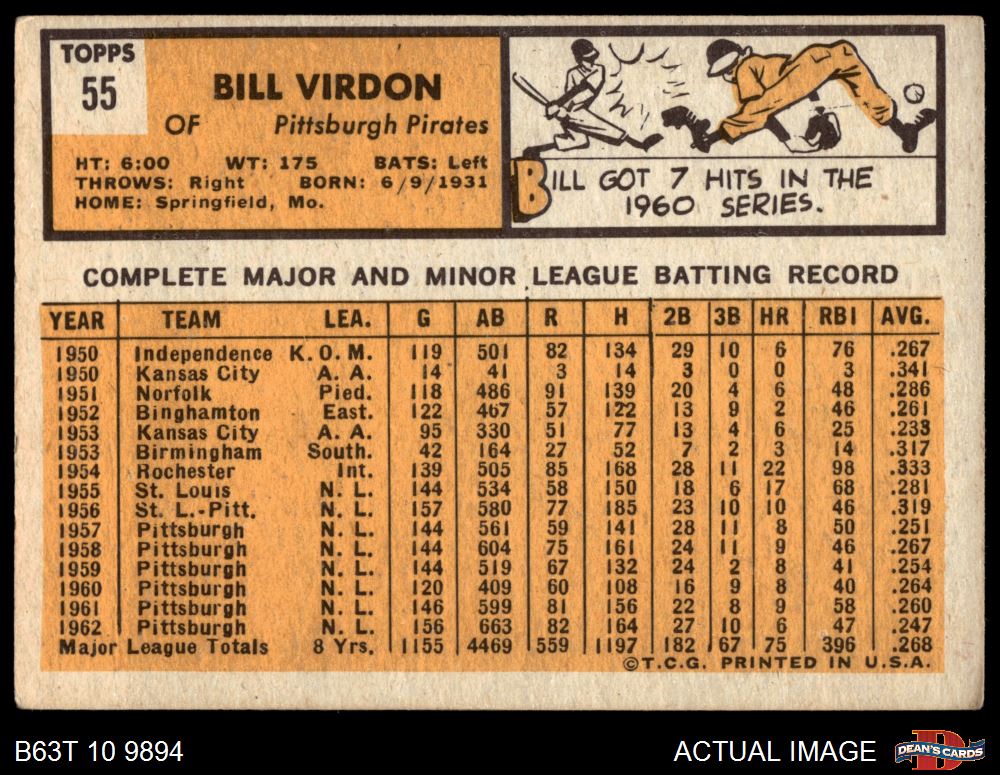 TOPPS
55
BILL VIRDON
OF Pittsburgh Pirates
HT: 6:00 WT: 175 BATS: Left
THROWS: Right BORN: 6/9/1931
HOME: Springfield, Mo.
BILL GOT 7 HITS IN THE
1960 SERIES.
COMPLETE MAJOR AND MINOR LEAGUE BATTING RECORD
YEAR TEAM LEA. G AB R H 2B 3B HR RBI AVG.
1950 Independence K. O. M. 119 501 82 134 29 10 6 76 .267
1950 Kansas City A. A. 14 41 3 14 3 0 0 3 .341
1951 Norfolk Pied. 118 486 91 139 20 4 6 48 .286
1952 Binghamton East. 122 467 57 122 13 9 2 46 .261
1953 Kansas City A. A. 95 330 51 77 13 4 6 25 .233
1953 Birmingham South. 42 164 27 52 7 2 3 14 .317
1954 Rochester Int. 139 505 85 168 28 11 22 98 .333
1955 St. Louis N. L. 144 534 58 150 18 6 17 68 .281
1956 St. L.-Pitt. N. L. 157 580 77 185 23 10 10 46 .319
1957 Pittsburgh N. L. 144 561 59 141 28 11 8 50 .251
1958 Pittsburgh N. L. 144 604 75 161 24 11 9 46 .267
1959 Pittsburgh N. L. 144 519 67 132 24 2 8 41 .254
1960 Pittsburgh N. L. 120 409 60 108 16 9 8 40 .264
1961 Pittsburgh N. L. 146 599 81 156 22 8 9 58 .260
1962 Pittsburgh N. L. 156 663 82 164 27 10 6 47 .247
Major League Totals 8 Yrs. 1155 4469 559 1197 182 67 75 396 .268
©T.C.G. PRINTED IN U.S.A.
B63T 10 9894 ACTUAL IMAGE DEAN'S CARDS